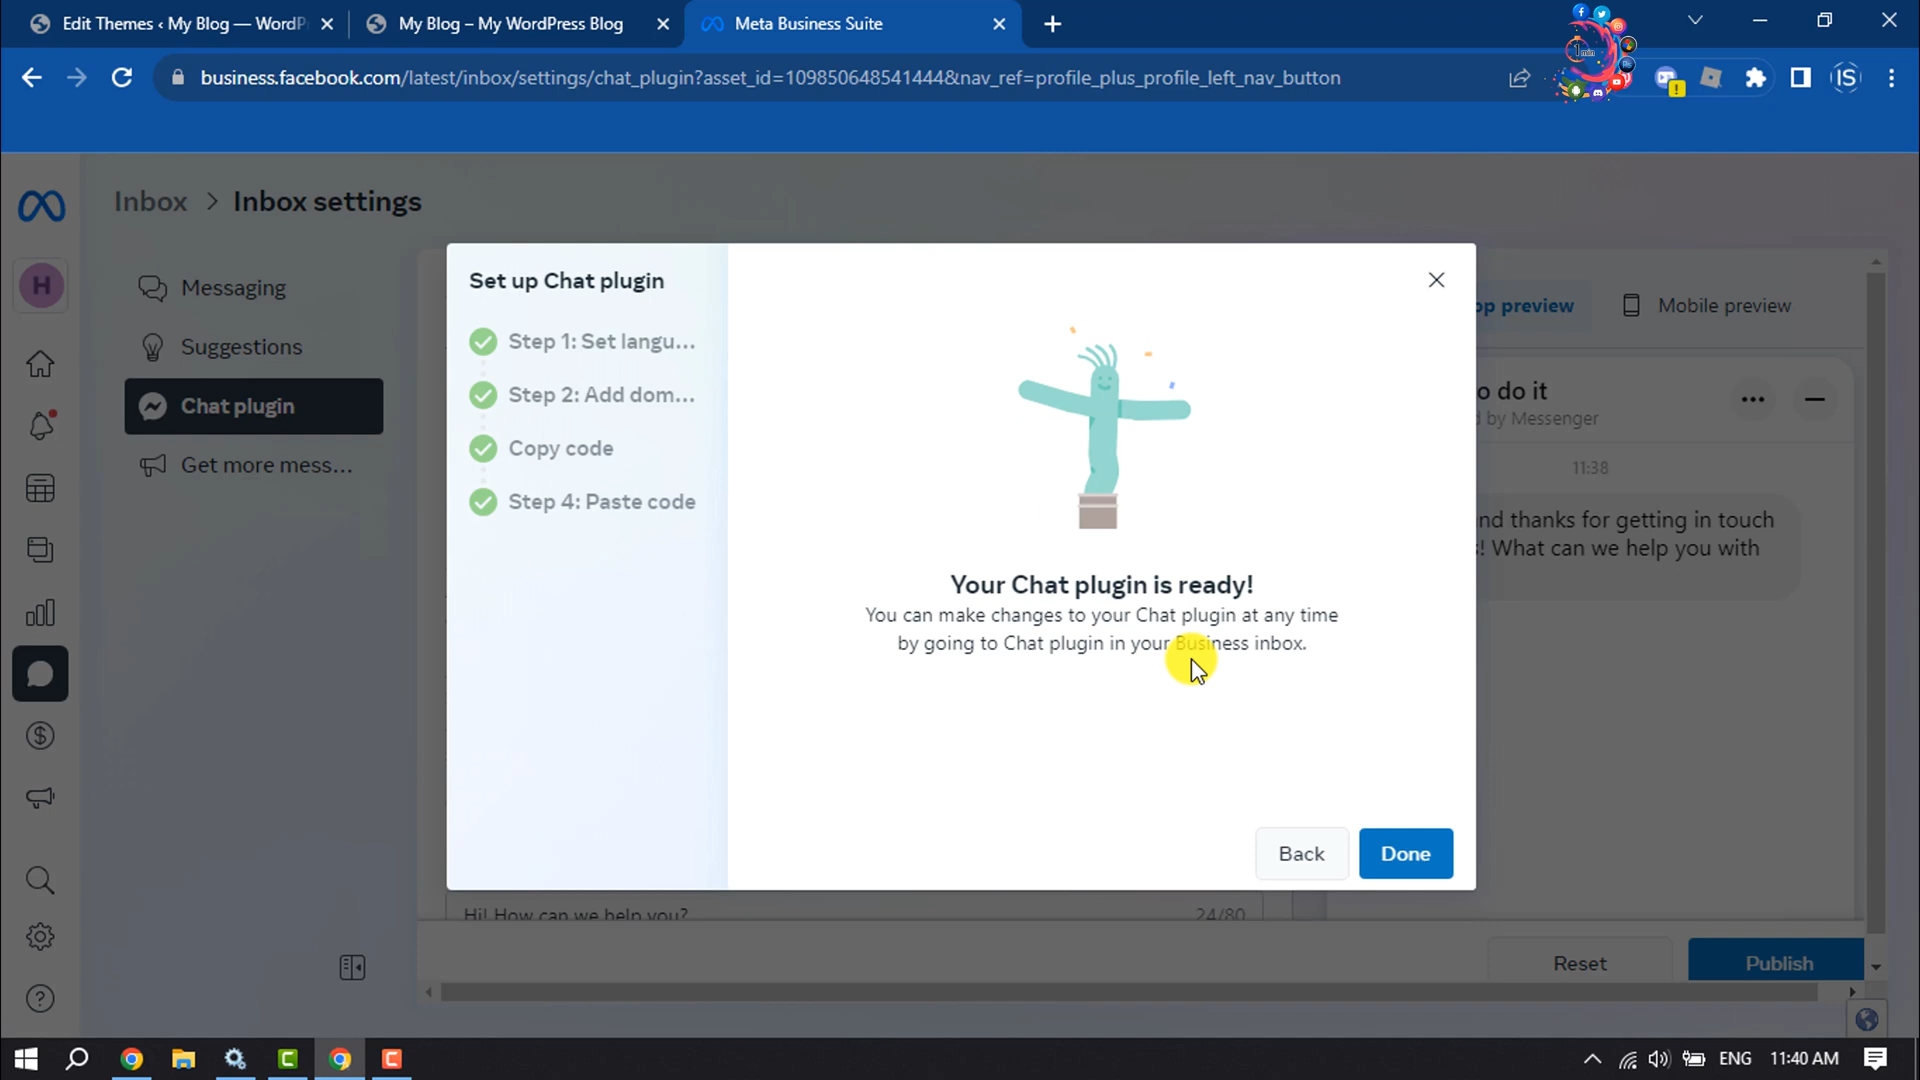 Edit Themes ‹ My Blog — WordP
My Blog – My WordPress Blog
Meta Business Suite
business.facebook.com/latest/inbox/settings/chat_plugin?asset_id=109850648541444&nav_ref=profile_plus_profile_left_nav_button
1min
IS
Inbox > Inbox settings
H
Messaging
Suggestions
Chat plugin
Get more mess...
Set up Chat plugin
Step 1: Set langu...
Step 2: Add dom...
Copy code
Step 4: Paste code
Your Chat plugin is ready!
You can make changes to your Chat plugin at any time
by going to Chat plugin in your Business inbox.
Back
Done
op preview
Mobile preview
o do it
d by Messenger
11:38
nd thanks for getting in touch
s! What can we help you with
Hi! How can we help you?
24/80
Reset
Publish
ENG
11:40 AM